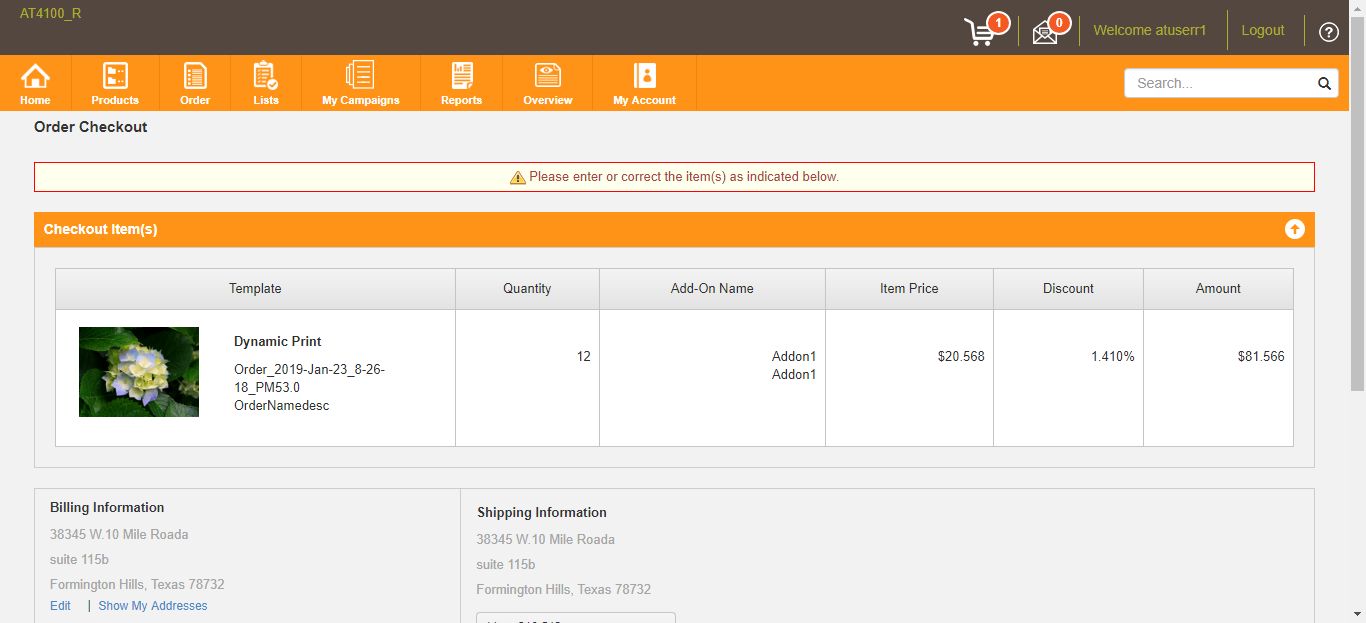 AT4100_R
1
0
Welcome atuserr1
Logout
?
Home
Products
Order
Lists
My Campaigns
Reports
Overview
My Account
Search...
Order Checkout
Please enter or correct the item(s) as indicated below.
Checkout Item(s)
Template
Quantity
Add-On Name
Item Price
Discount
Amount
Dynamic Print
Order_2019-Jan-23_8-26-
18_PM53.0
OrderNamedesc
12
Addon1
Addon1
$20.568
1.410%
$81.566
Billing Information
38345 W.10 Mile Roada
suite 115b
Formington Hills, Texas 78732
Edit | Show My Addresses
Shipping Information
38345 W.10 Mile Roada
suite 115b
Formington Hills, Texas 78732